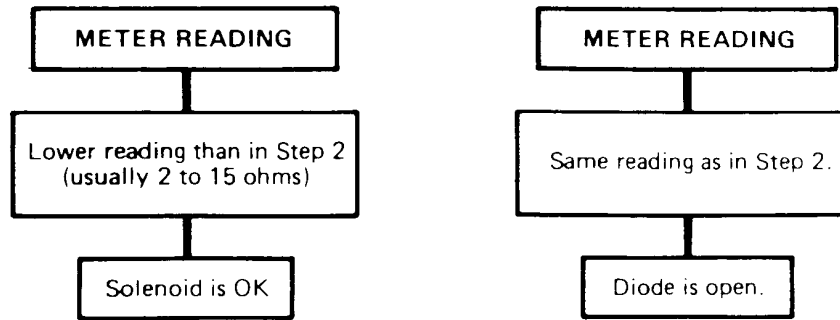 METER READING
Lower reading than in Step 2
(usually 2 to 15 ohms)
Solenoid is OK
METER READING
Same reading as in Step 2.
Diode is open.